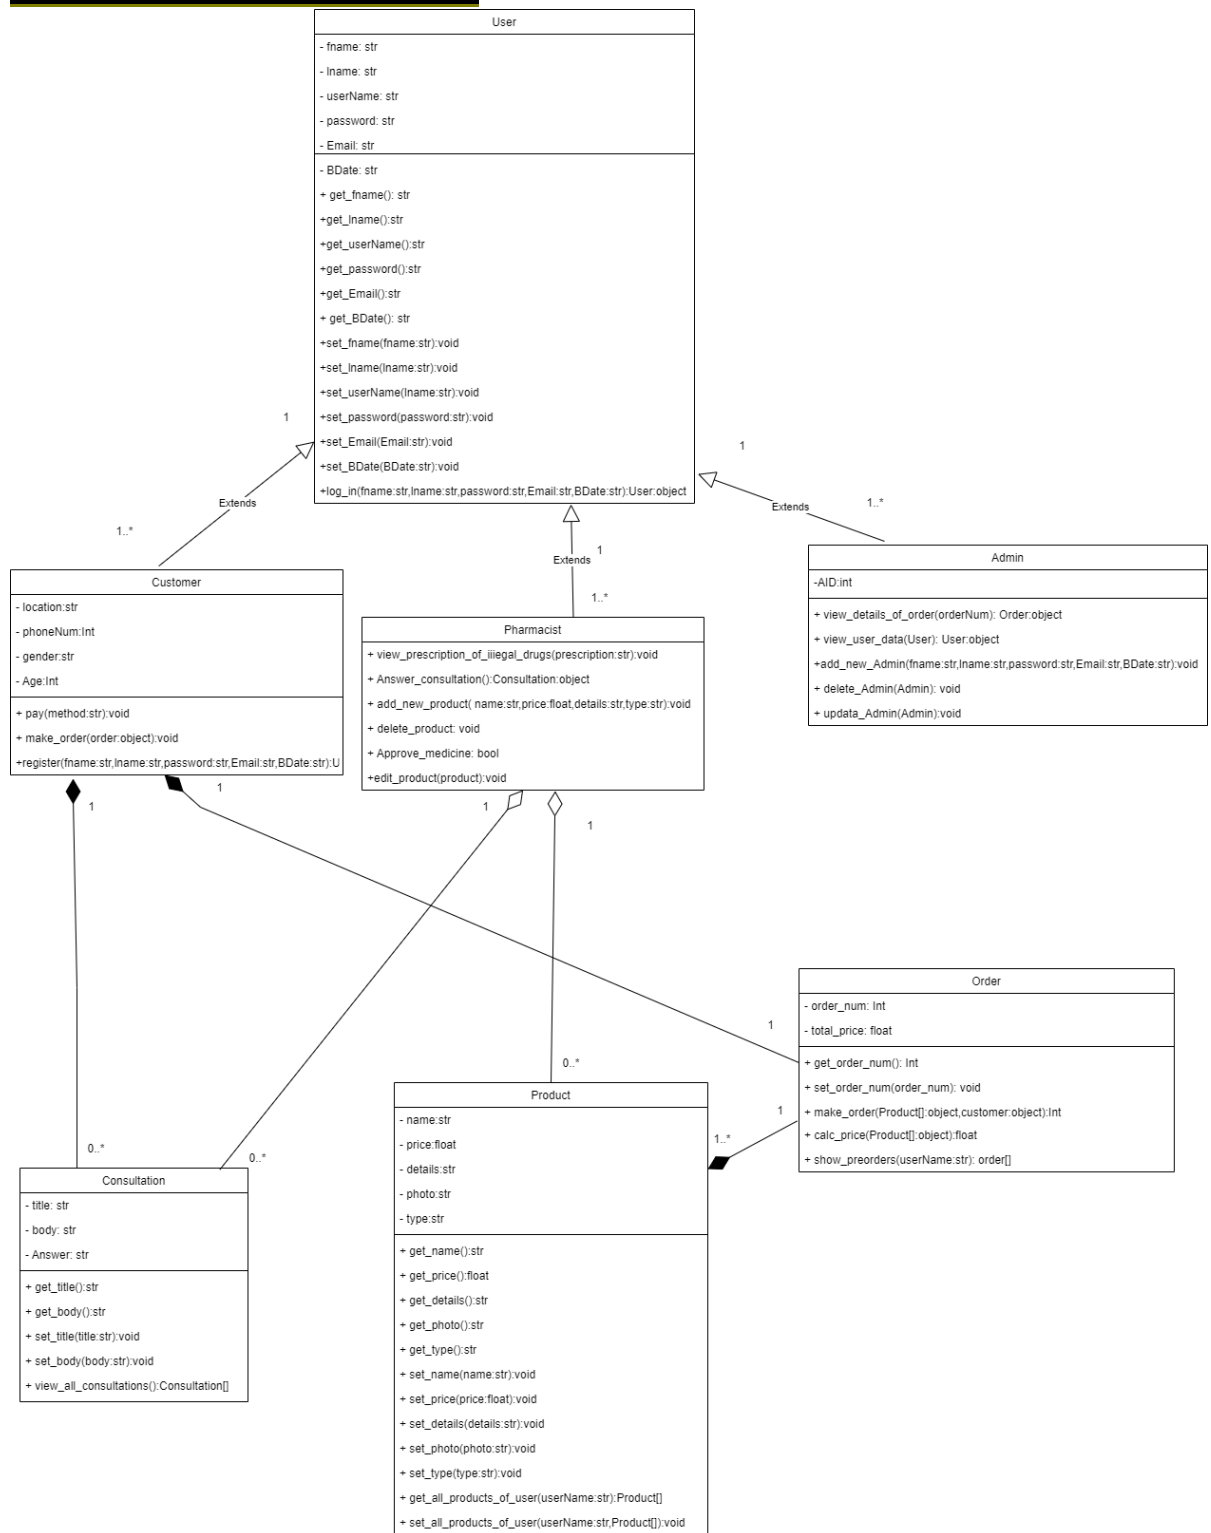 User
- fname: str
- lname: str
- userName: str
- password: str
- Email: str
- BDate: str
+ get_fname(): str
+get_lname():str
+get_userName():str
+get_password():str
+get_Email():str
+ get_BDate(): str
+set_fname(fname:str):void
+set_lname(lname:str):void
+set_userName(lname:str):void
+set_password(password:str):void
+set_Email(Email:str):void
+set_BDate(BDate:str):void
+log_in(fname:str,lname:str,password:str,Email:str,BDate:str):User:object
1
Extends
1..*
1
Extends
1..*
1
Extends
1..*
Customer
- location:str
- phoneNum:Int
- gender:str
- Age:Int
+ pay(method:str):void
+ make_order(order:object):void
+register(fname:str,lname:str,password:str,Email:str,BDate:str):U
Pharmacist
+ view_prescription_of_iiiegal_drugs(prescription:str):void
+ Answer_consultation():Consultation:object
+ add_new_product( name:str,price:float,details:str,type:str):void
+ delete_product: void
+ Approve_medicine: bool
+edit_product(product):void
Admin
-AID:int
+ view_details_of_order(orderNum): Order:object
+ view_user_data(User): User:object
+add_new_Admin(fname:str,lname:str,password:str,Email:str,BDate:str):void
+ delete_Admin(Admin): void
+ updata_Admin(Admin):void
1
1
1
1
0..*
0..*
0..*
1
1
1..*
Order
- order_num: Int
- total_price: float
+ get_order_num(): Int
+ set_order_num(order_num): void
+ make_order(Product[]:object,customer:object):Int
+ calc_price(Product[]:object):float
+ show_preorders(userName:str): order[]
Consultation
- title: str
- body: str
- Answer: str
+ get_title():str
+ get_body():str
+ set_title(title:str):void
+ set_body(body:str):void
+ view_all_consultations():Consultation[]
Product
- name:str
- price:float
- details:str
- photo:str
- type:str
+ get_name():str
+ get_price():float
+ get_details():str
+ get_photo():str
+ get_type():str
+ set_name(name:str):void
+ set_price(price:float):void
+ set_details(details:str):void
+ set_photo(photo:str):void
+ set_type(type:str):void
+ get_all_products_of_user(userName:str):Product[]
+ set_all_products_of_user(userName:str,Product[]):void